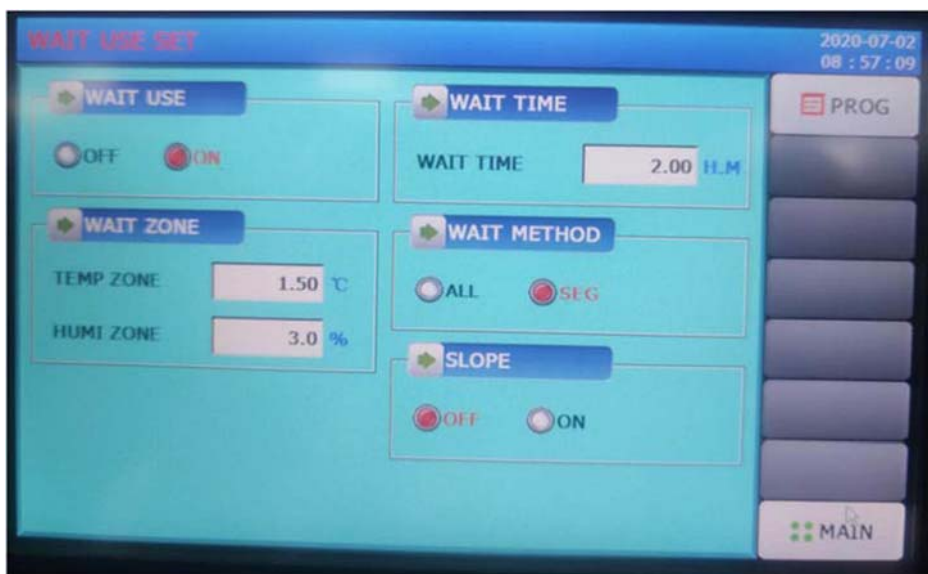 WAIT USE SET
2020-07-02
08 : 57 : 09
WAIT USE
OFF ON
WAIT TIME
WAIT TIME 2.00 H.M
WAIT ZONE
TEMP ZONE 1.50 ℃
HUMI ZONE 3.0 %
WAIT METHOD
ALL SEG
SLOPE
OFF ON
PROG
MAIN